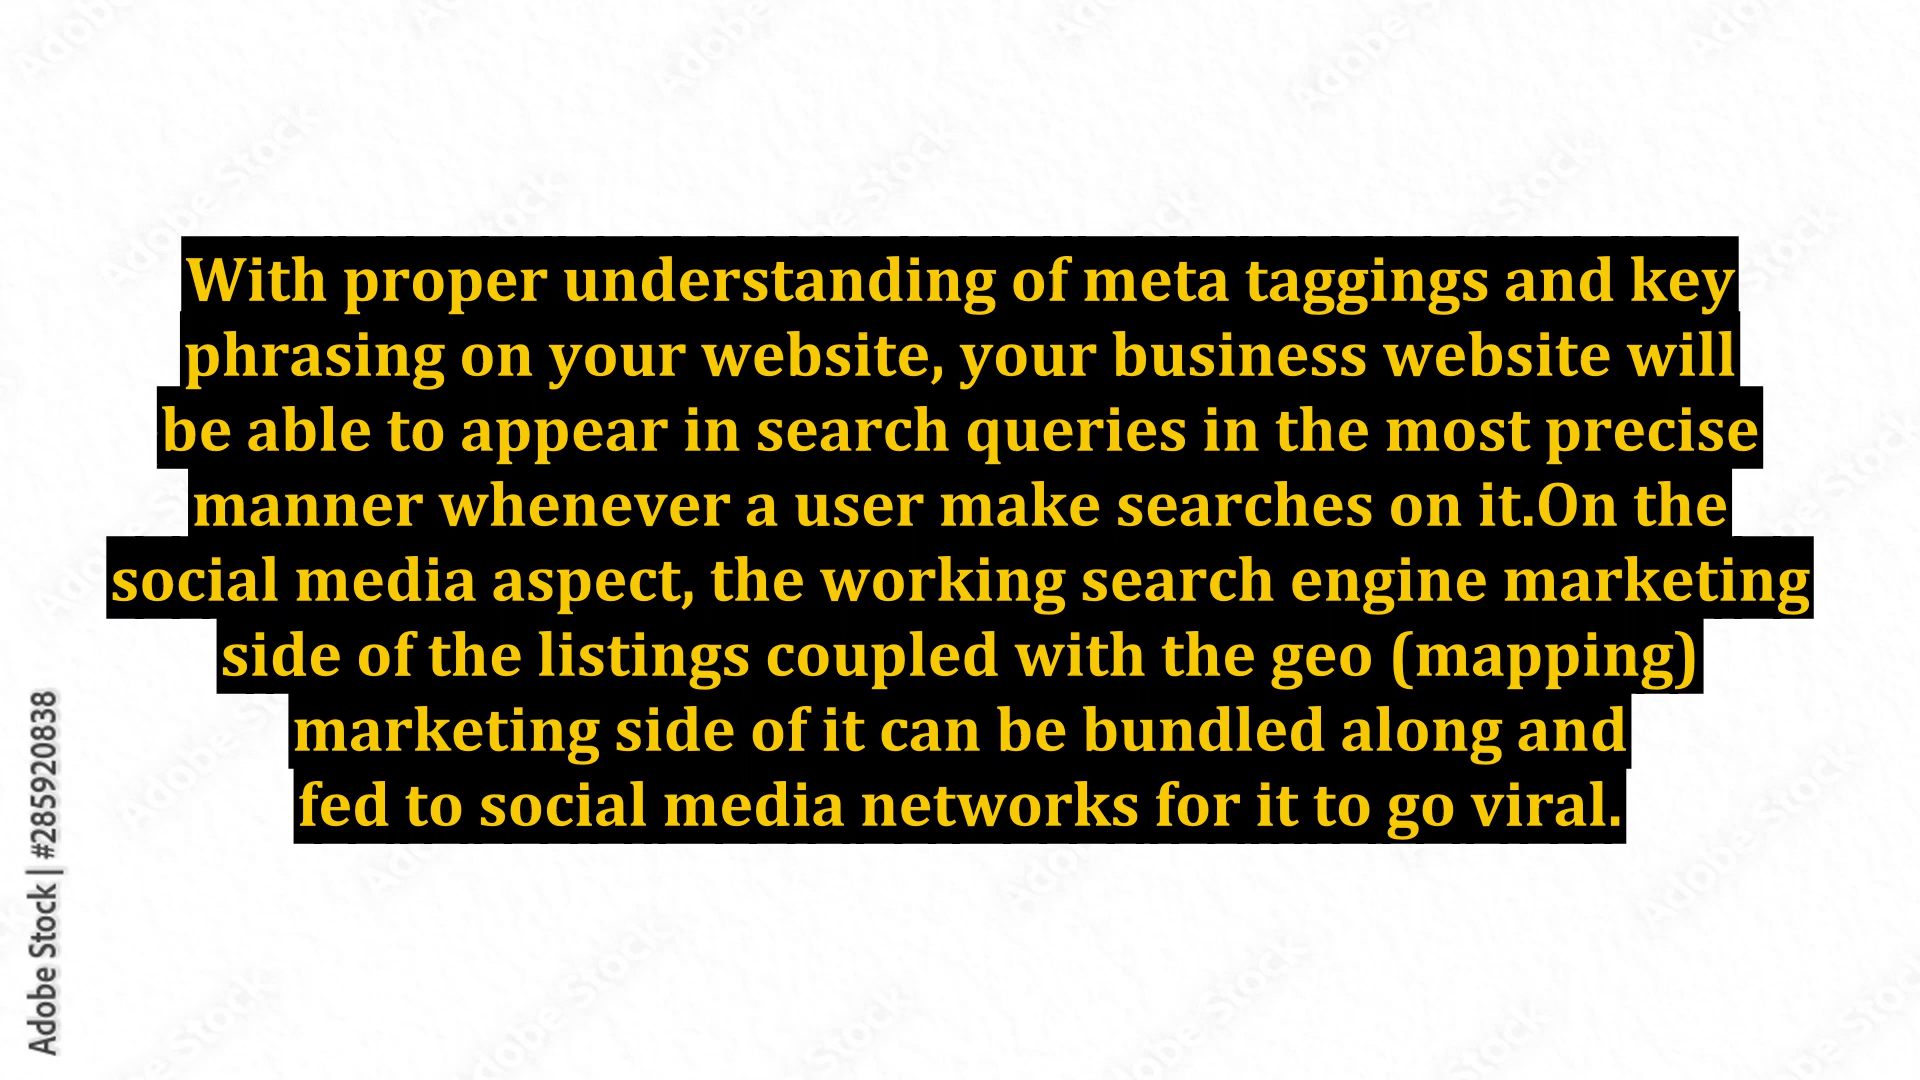 With proper understanding of meta taggings and key
phrasing on your website, your business website will
be able to appear in search queries in the most precise
manner whenever a user make searches on it.On the
social media aspect, the working search engine marketing
side of the listings coupled with the geo (mapping)
marketing side of it can be bundled along and
fed to social media networks for it to go viral.
Adobe Stock | #285920838